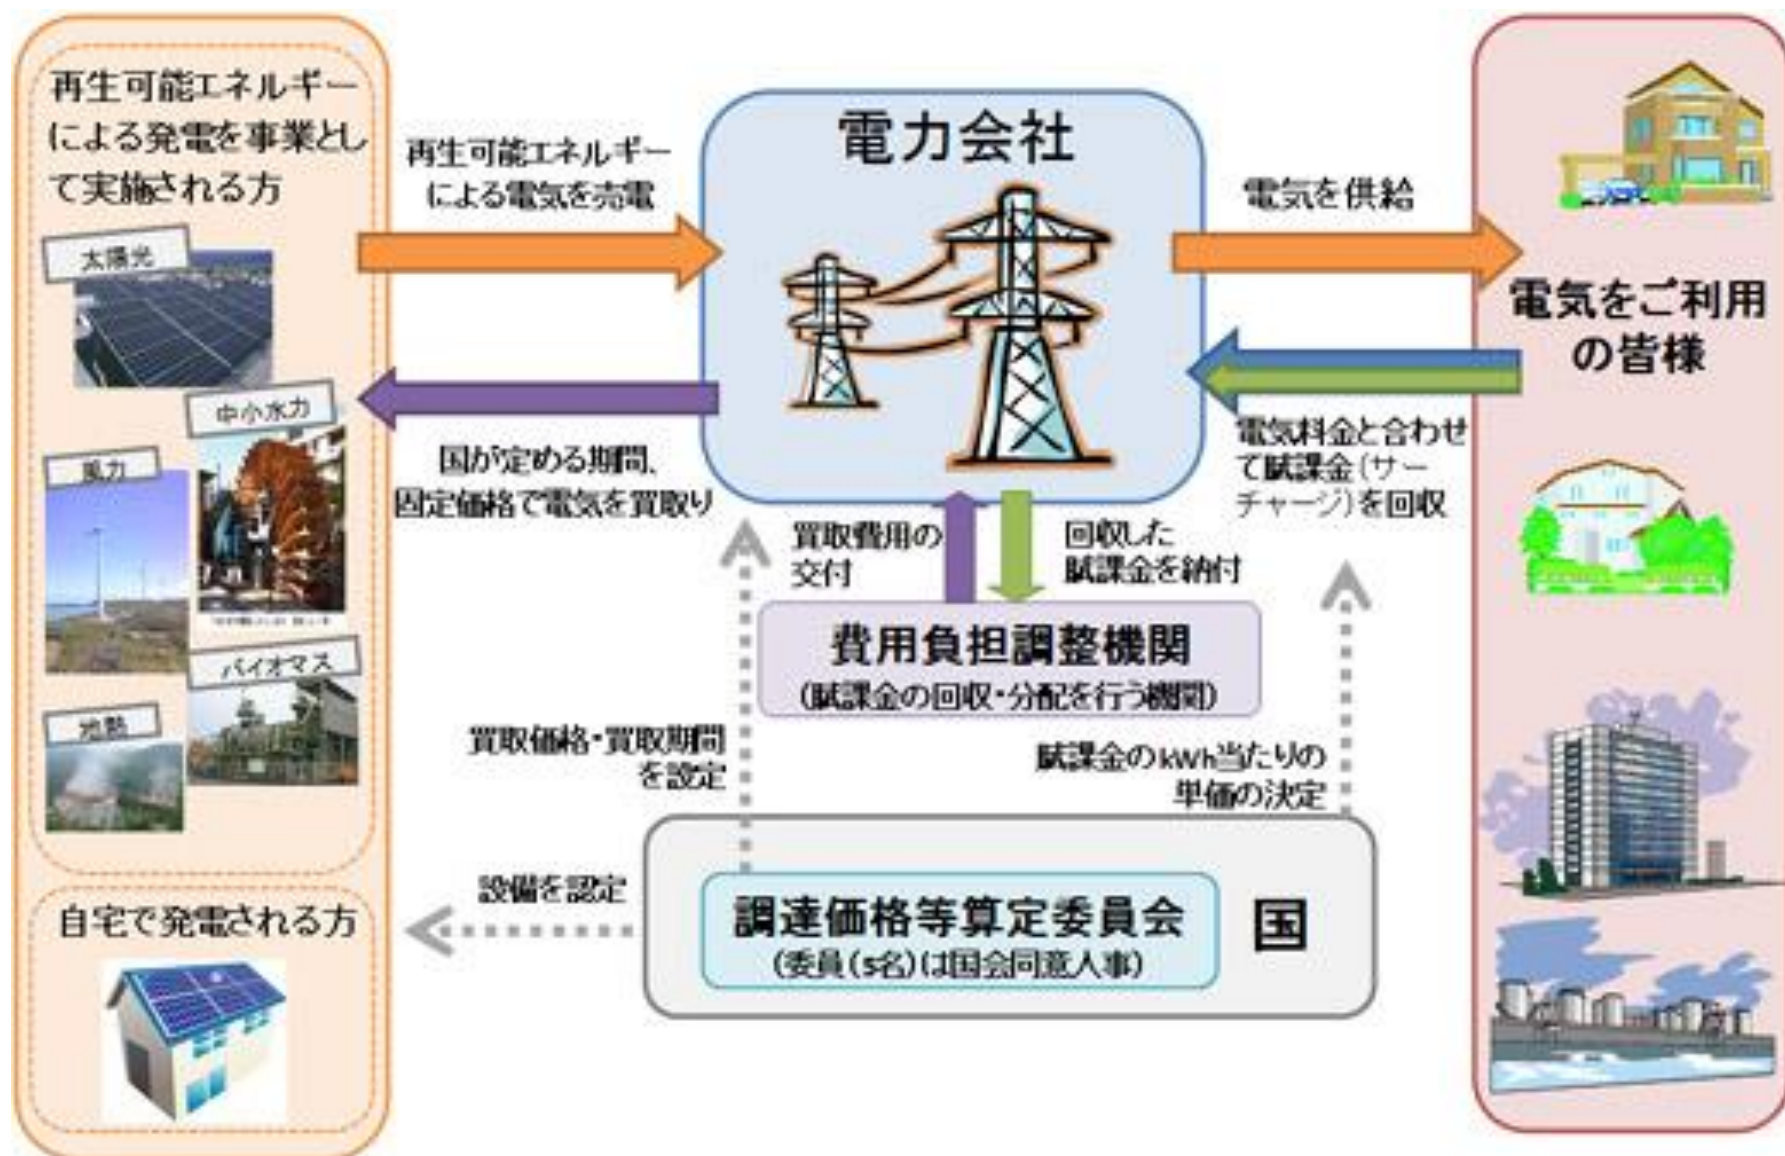 再生可能エネルギー
による発電を事業とし
て実施される方
太陽光
中小水力
風力
バイオマス
地熱
自宅で発電される方
再生可能エネルギー
による電気を売電
国が定める期間、
固定価格で電気を買取り
電力会社
電気を供給
電気料金と合わせ
て賦課金(サー
チャージ)を回収
電気をご利用
の皆様
買取費用の
交付
回収した
賦課金を納付
費用負担調整機関
(賦課金の回収・分配を行う機関)
買取価格・買取期間
を設定
賦課金のkWh当たりの
単価の決定
設備を認定
調達価格等算定委員会
(委員(5名)は国会同意人事)
国